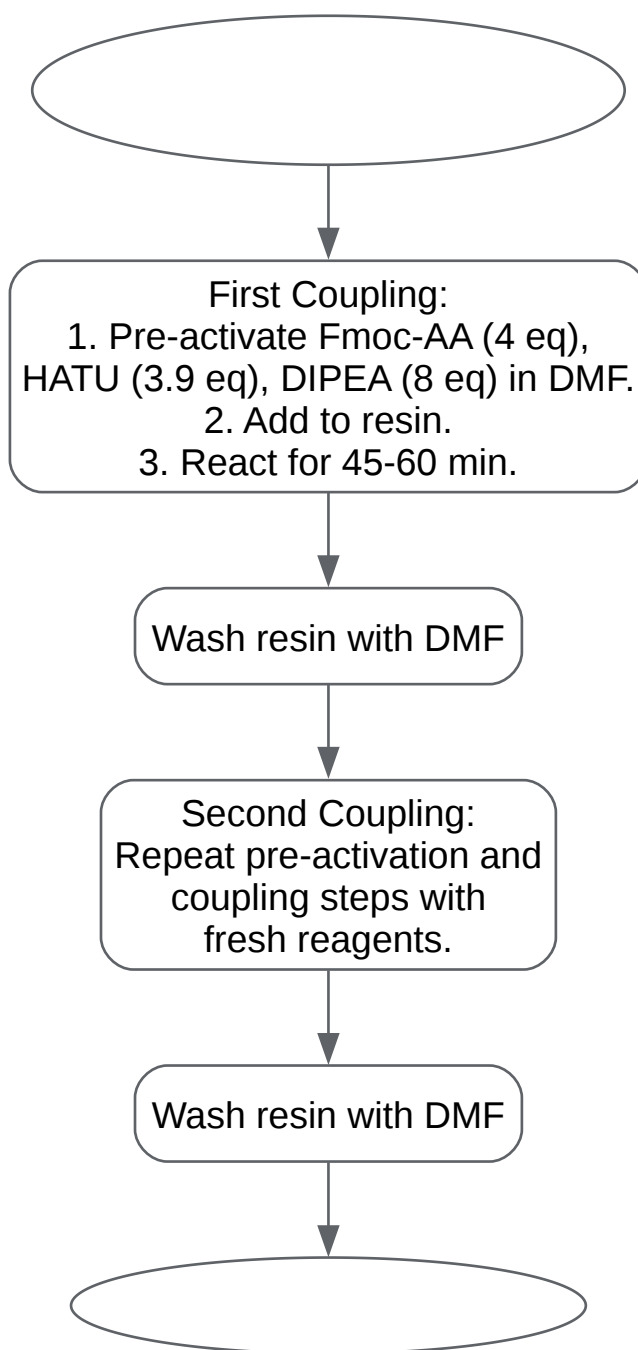 First Coupling:
1. Pre-activate Fmoc-AA (4 eq),
HATU (3.9 eq), DIPEA (8 eq) in DMF.
2. Add to resin.
3. React for 45-60 min.
Wash resin with DMF
Second Coupling:
Repeat pre-activation and
coupling steps with
fresh reagents.
Wash resin with DMF